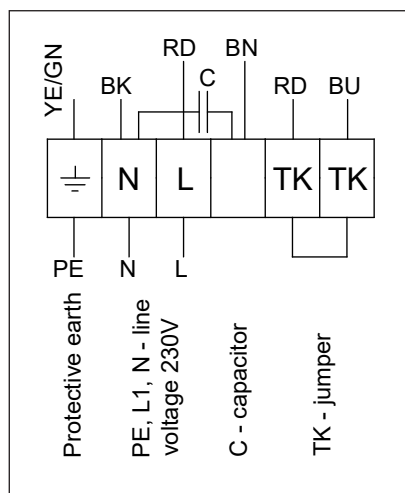 YE/GN
BK
RD
C
BN
RD
BU
N
L
TK
TK
PE
N
L
Protective earth
PE, L1, N - line
voltage 230V
C - capacitor
TK - jumper